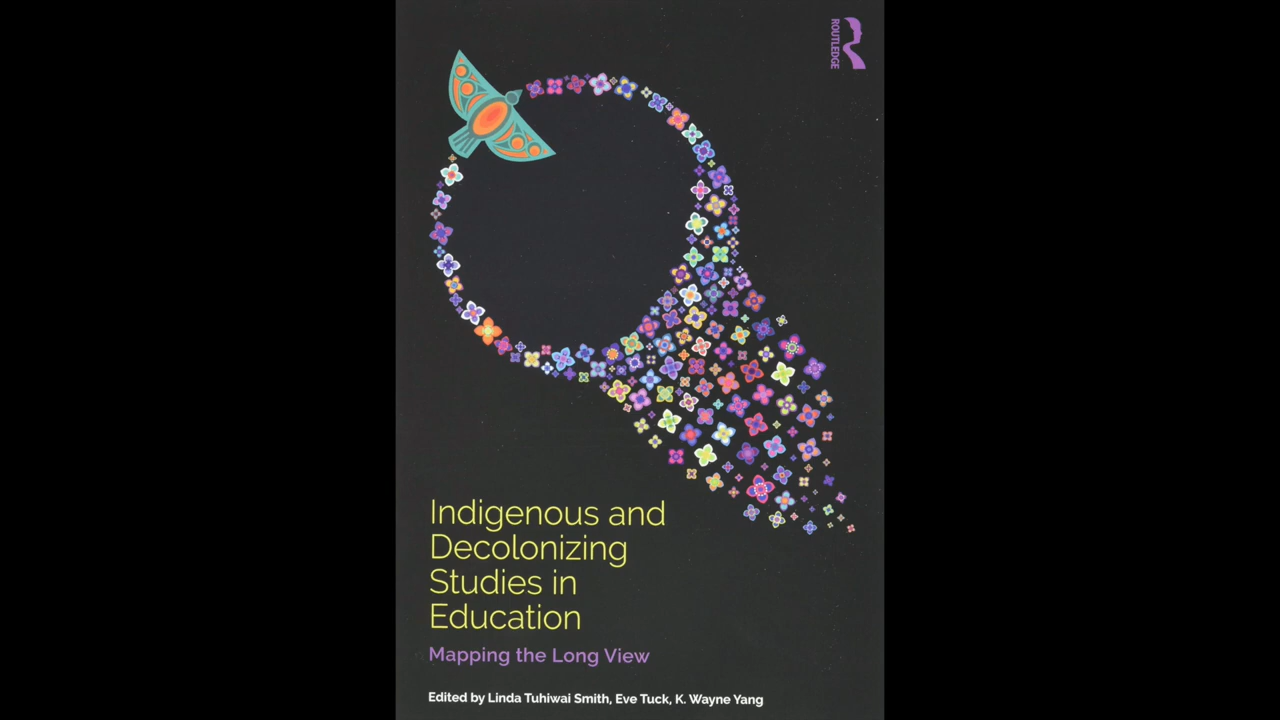 ROUTLEDGE
Indigenous and
Decolonizing
Studies in
Education
Mapping the Long View
Edited by Linda Tuhiwai Smith, Eve Tuck, K. Wayne Yang